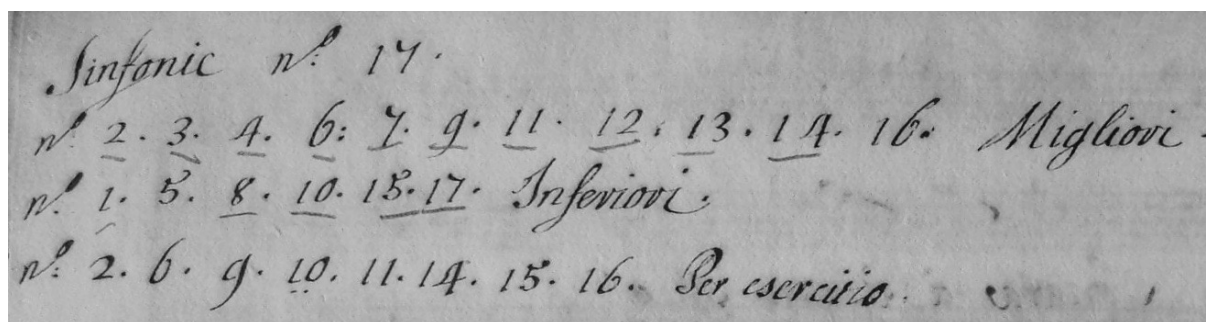 Sinfonie nº. 17.
nº. 2. 3. 4. 6: 7. 9. 11. 12. 13. 14. 16. Migliori.
nº. 1. 5. 8. 10. 15. 17. Inferiori.
nº. 2. 6. 9. 10. 11. 14. 15. 16. Per esercitio.